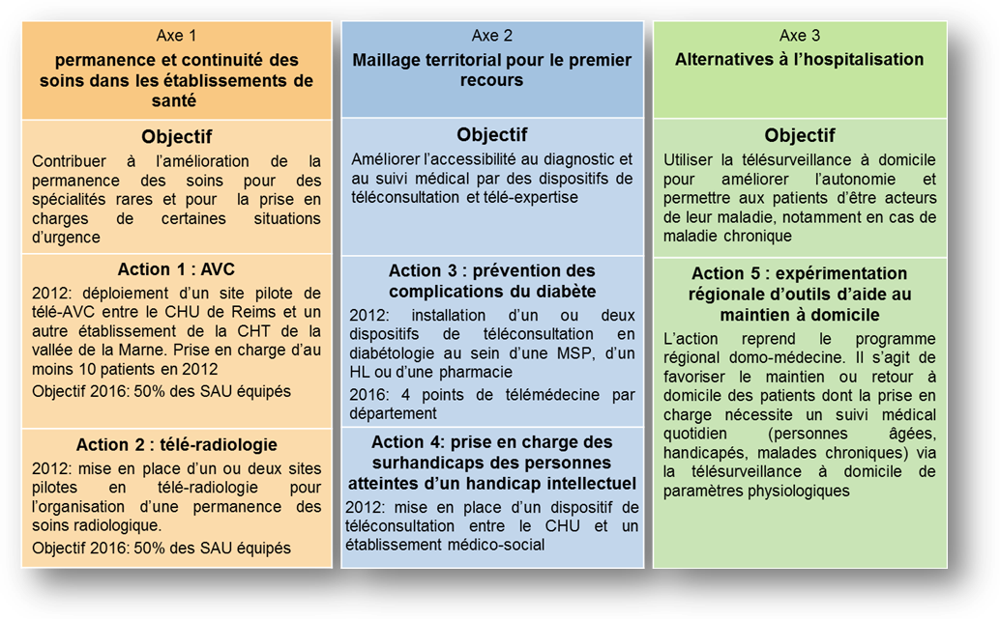 Axe 1
permanence et continuité des
soins dans les établissements de
santé
Objectif
Contribuer à l’amélioration de la
permanence des soins pour des
spécialités rares et pour la prise en
charges de certaines situations
d’urgence
Action 1 : AVC
2012: déploiement d’un site pilote de
télé-AVC entre le CHU de Reims et un
autre établissement de la CHT de la
vallée de la Marne. Prise en charge d’au
moins 10 patients en 2012
Objectif 2016: 50% des SAU équipés
Action 2 : télé-radiologie
2012: mise en place d’un ou deux sites
pilotes en télé-radiologie pour
l’organisation d’une permanence des
soins radiologique.
Objectif 2016: 50% des SAU équipés
Axe 2
Maillage territorial pour le premier
recours
Objectif
Améliorer l’accessibilité au diagnostic et
au suivi médical par des dispositifs de
téléconsultation et télé-expertise
Action 3 : prévention des
complications du diabète
2012: installation d’un ou deux
dispositifs de téléconsultation en
diabétologie au sein d’une MSP, d’un
HL ou d’une pharmacie
2016: 4 points de télémédecine par
département
Action 4: prise en charge des
surhandicaps des personnes
atteintes d’un handicap intellectuel
2012: mise en place d’un dispositif de
téléconsultation entre le CHU et un
établissement médico-social
Axe 3
Alternatives à l’hospitalisation
Objectif
Utiliser la télésurveillance à domicile
pour améliorer l’autonomie et
permettre aux patients d’être acteurs
de leur maladie, notamment en cas de
maladie chronique
Action 5 : expérimentation
régionale d’outils d’aide au
maintien à domicile
L’action reprend le programme
régional domo-médecine. Il s’agit de
favoriser le maintien ou retour à
domicile des patients dont la prise en
charge nécessite un suivi médical
quotidien (personnes âgées,
handicapés, malades chroniques) via
la télésurveillance à domicile de
paramètres physiologiques